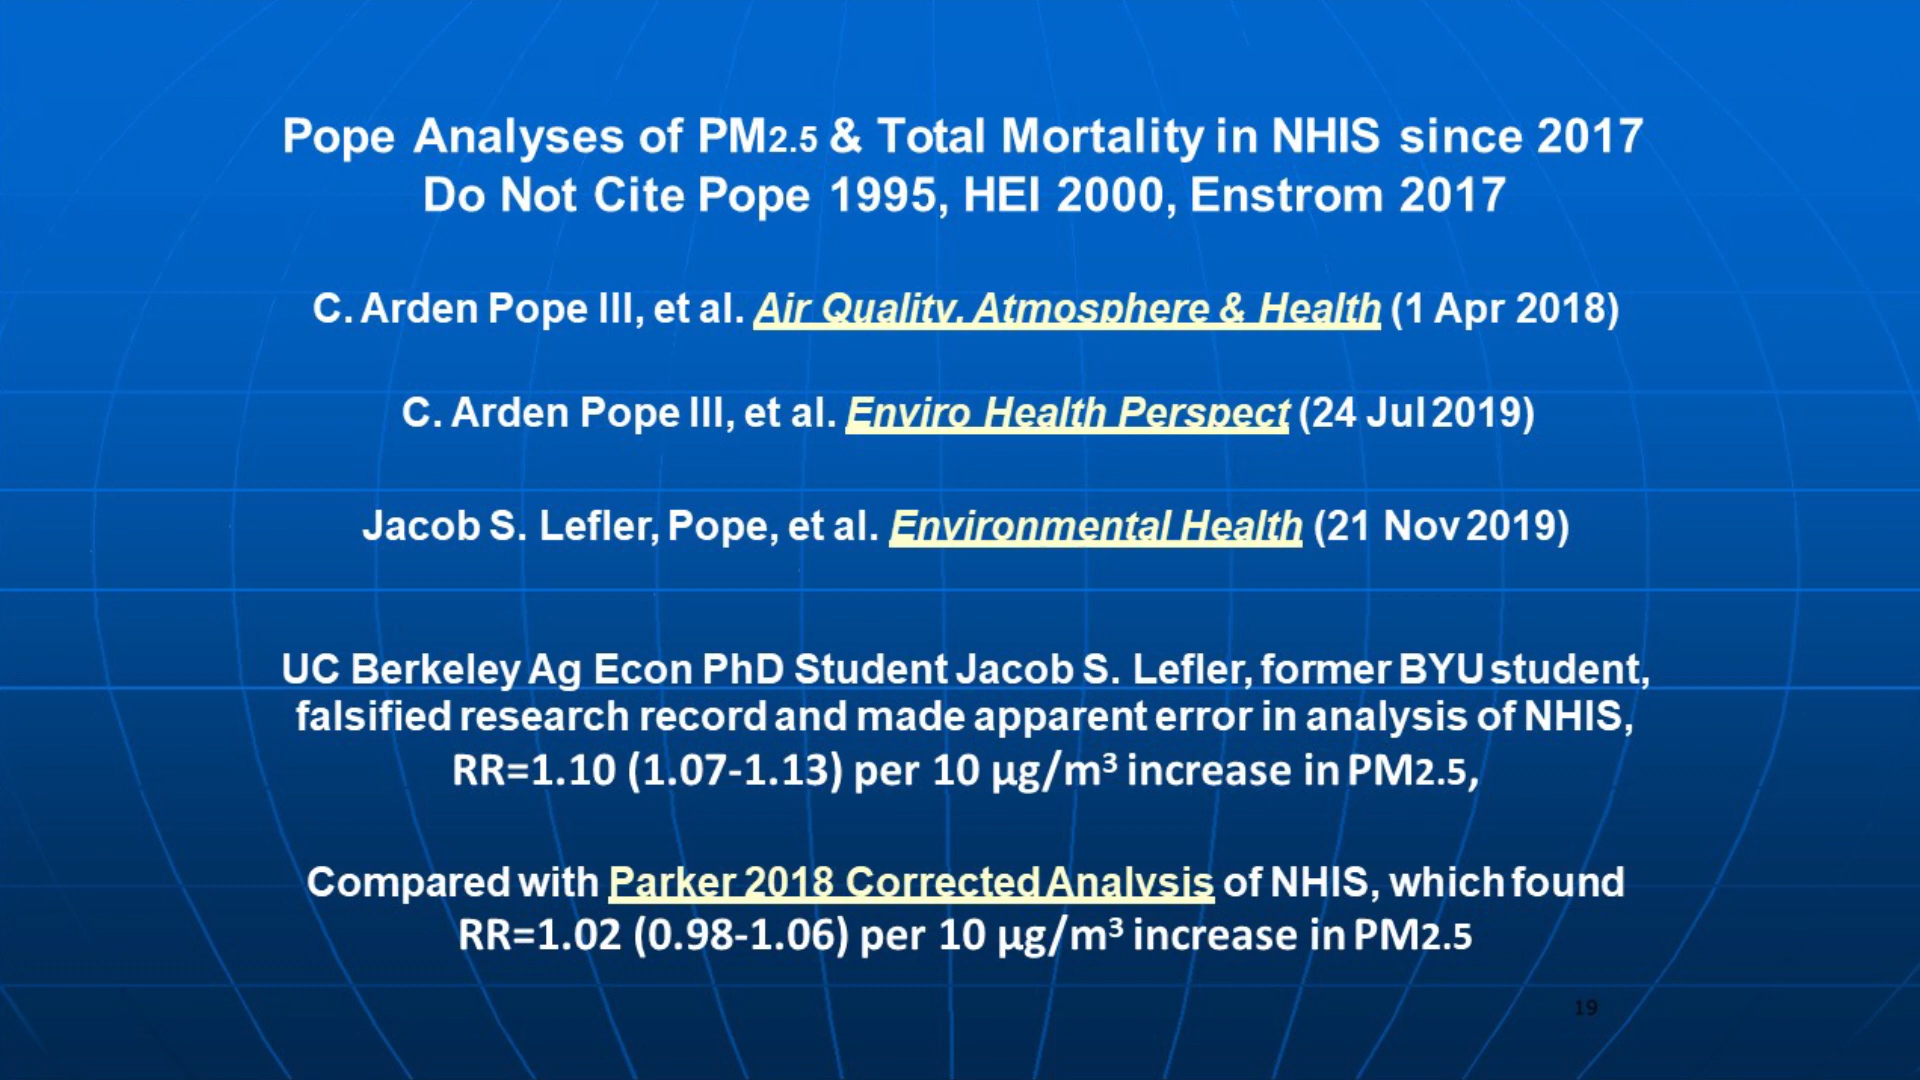 Pope Analyses of PM2.5 & Total Mortality in NHIS since 2017
Do Not Cite Pope 1995, HEI 2000, Enstrom 2017
C. Arden Pope III, et al. Air Quality, Atmosphere & Health (1 Apr 2018)
C. Arden Pope III, et al. Enviro Health Perspect (24 Jul 2019)
Jacob S. Lefler, Pope, et al. Environmental Health (21 Nov 2019)
UC Berkeley Ag Econ PhD Student Jacob S. Lefler, former BYU student,
falsified research record and made apparent error in analysis of NHIS,
RR=1.10 (1.07-1.13) per 10 µg/m³ increase in PM2.5,
Compared with Parker 2018 Corrected Analysis of NHIS, which found
RR=1.02 (0.98-1.06) per 10 µg/m³ increase in PM2.5
19